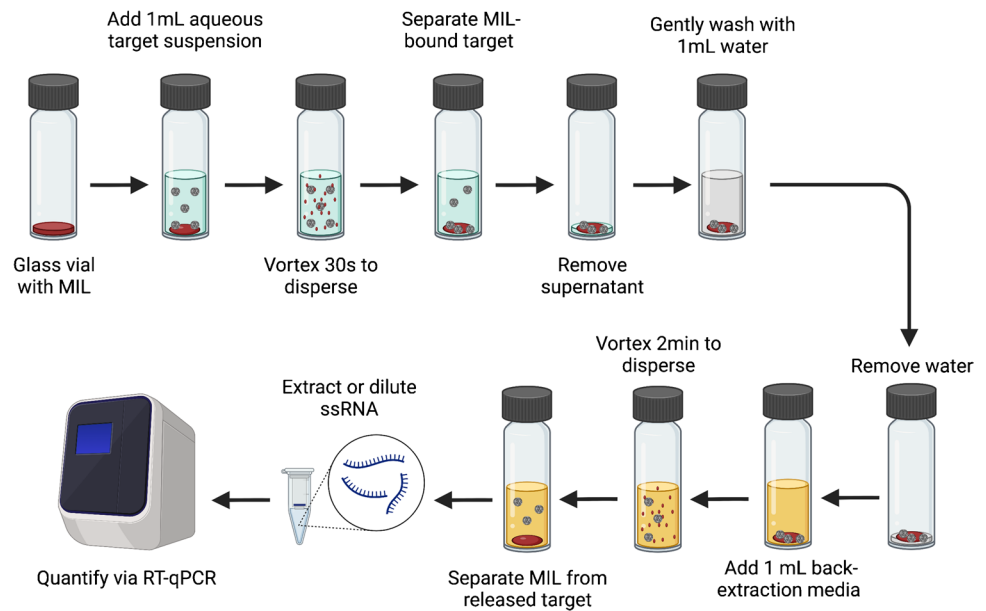 Add 1mL aqueous
target suspension
Separate MIL-
bound target
Gently wash with
1mL water
Glass vial
with MIL
Vortex 30s to
disperse
Remove
supernatant
Remove water
Vortex 2min to
disperse
Extract or dilute
ssRNA
Add 1 mL back-
extraction media
Separate MIL from
released target
Quantify via RT-qPCR